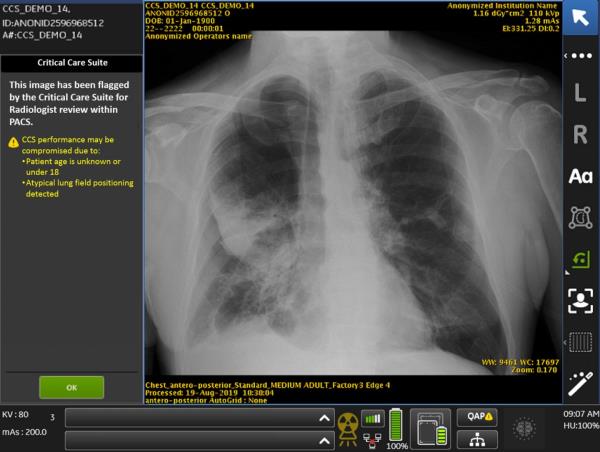 CCS_DEMO_14,
ID:ANONID2596968512
A#:CCS_DEMO_14
Critical Care Suite
This image has been flagged
by the Critical Care Suite for
Radiologist review within
PACS.
CCS performance may be
compromised due to:
•Patient age is unknown or
under 18
•Atypical lung field positioning
detected
OK
CCS_DEMO_14 CCS_DEMO_14
ANONID2596968512 O
DOB: 01-Jan-1900
22--2222 00:00:01
Anonymized Operators name
Anonymized Institution Name
1.16 dGy*cm2 110 kVp
1.28 mAs
EI:331.25 DI:0.2
WW: 9461 WC: 17697
Zoom: 0.170
Chest_antero-posterior_Standard_MEDIUM ADULT_Factory3 Edge 4
Processed: 19-Aug-2019 10:30:04
antero-posterior AutoGrid : None
L
R
Aa
KV : 80
3
mAs : 200.0
100%
QAP
09:07 AM
HU:100%